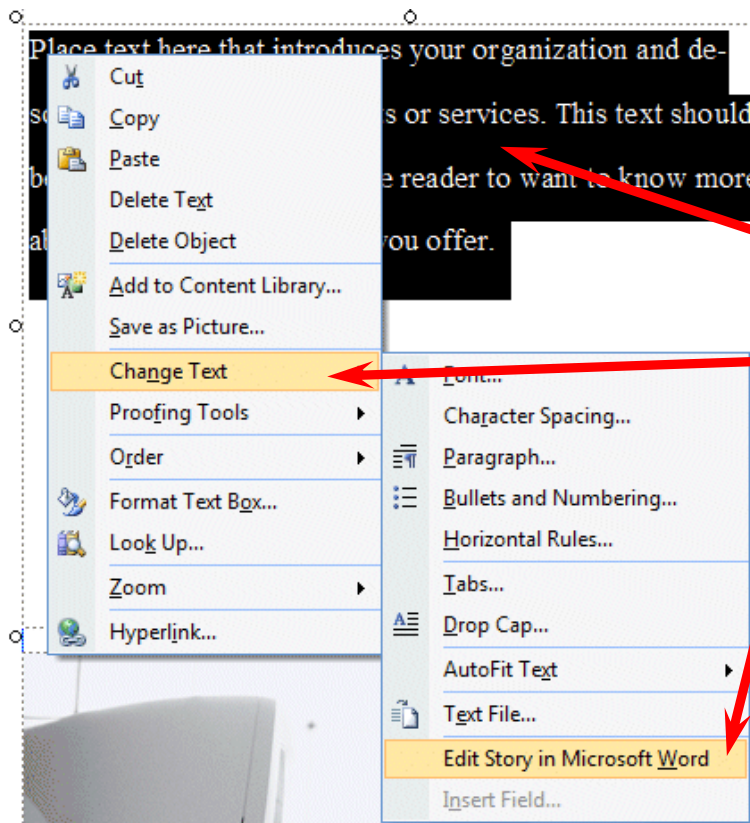 Place text here that introduces your organization and de-
s or services. This text should
reader to want to know more
you offer.
Cut
Copy
Paste
Delete Text
Delete Object
Add to Content Library...
Save as Picture...
Change Text
Proofing Tools
Order
Format Text Box...
Look Up...
Zoom
Hyperlink...
Font...
Character Spacing...
Paragraph...
Bullets and Numbering...
Horizontal Rules...
Tabs...
Drop Cap...
AutoFit Text
Text File...
Edit Story in Microsoft Word
Insert Field...